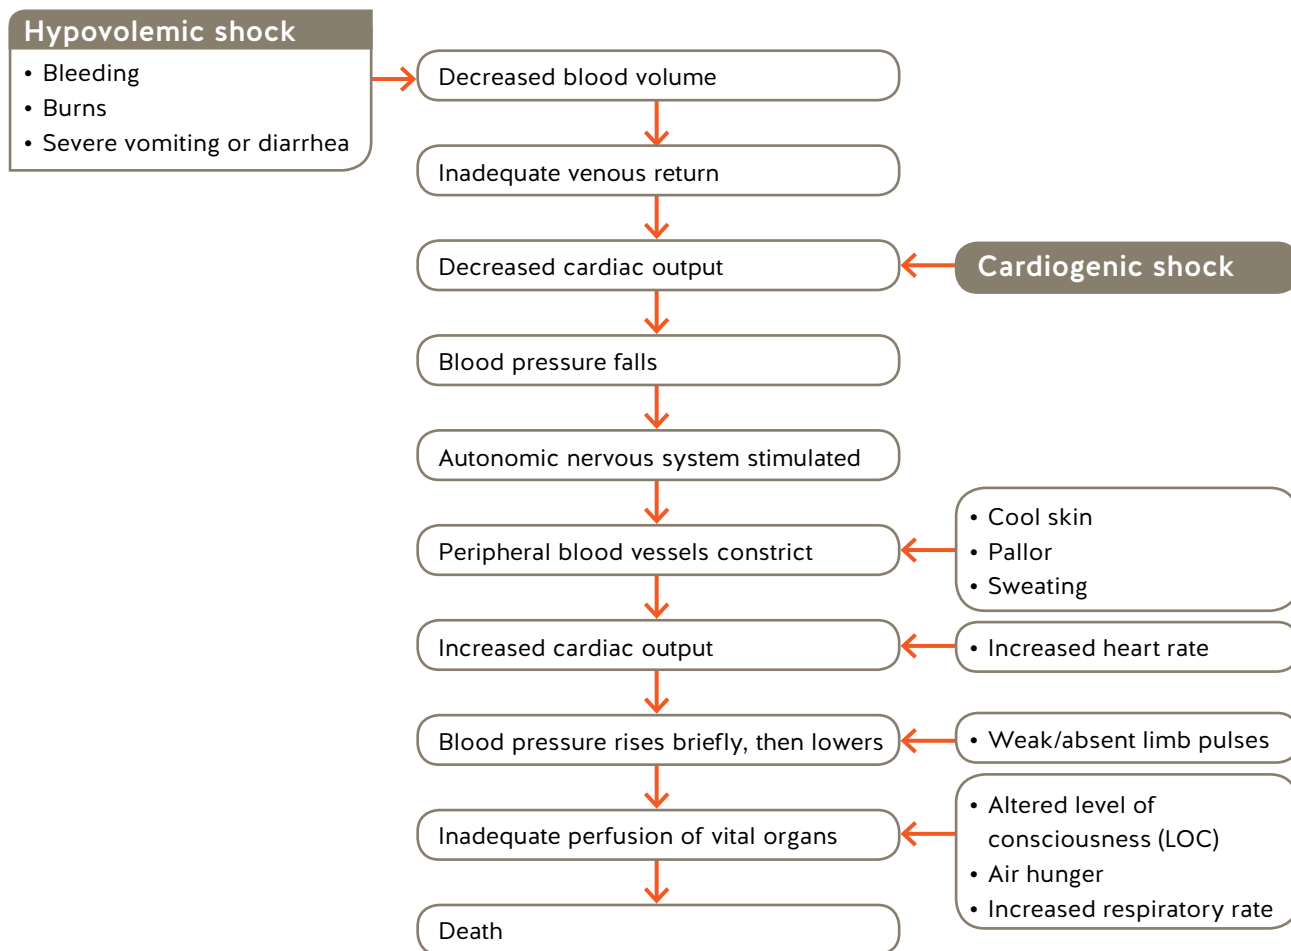 Hypovolemic shock
• Bleeding
• Burns
• Severe vomiting or diarrhea
Decreased blood volume
Inadequate venous return
Decreased cardiac output
Cardiogenic shock
Blood pressure falls
Autonomic nervous system stimulated
Peripheral blood vessels constrict
• Cool skin
• Pallor
• Sweating
Increased cardiac output
• Increased heart rate
Blood pressure rises briefly, then lowers
• Weak/absent limb pulses
Inadequate perfusion of vital organs
• Altered level of
consciousness (LOC)
• Air hunger
• Increased respiratory rate
Death